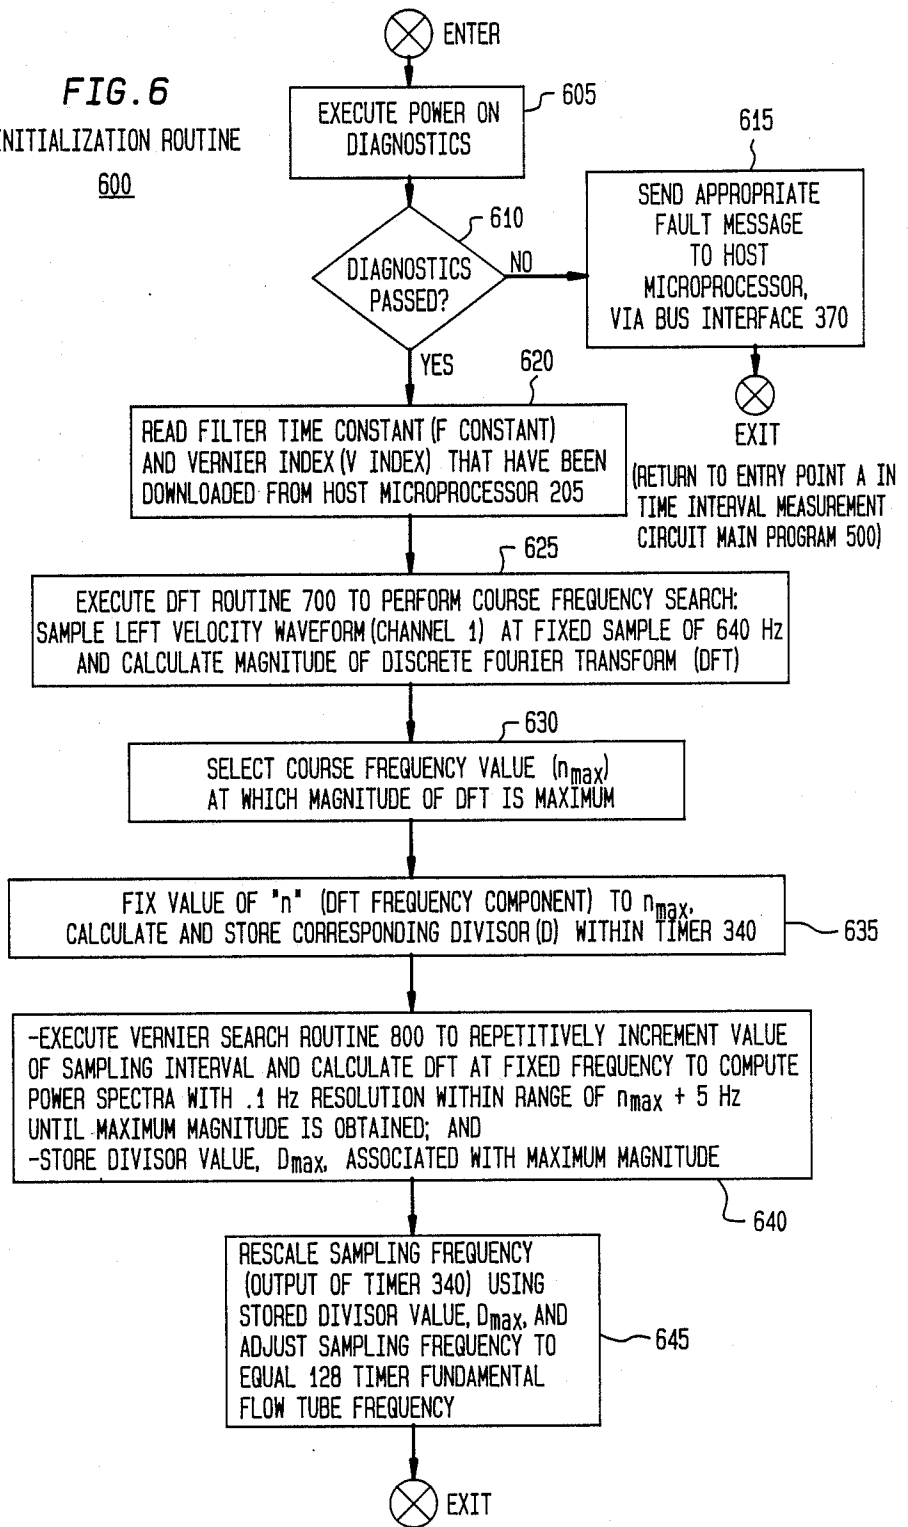 ENTER
FIG.6
INITIALIZATION ROUTINE
600
EXECUTE POWER ON
DIAGNOSTICS
605
610
DIAGNOSTICS
PASSED?
NO
YES
615
SEND APPROPRIATE
FAULT MESSAGE
TO HOST
MICROPROCESSOR,
VIA BUS INTERFACE 370
EXIT
(RETURN TO ENTRY POINT A IN
TIME INTERVAL MEASUREMENT
CIRCUIT MAIN PROGRAM 500)
620
READ FILTER TIME CONSTANT (F CONSTANT)
AND VERNIER INDEX (V INDEX) THAT HAVE BEEN
DOWNLOADED FROM HOST MICROPROCESSOR 205
625
EXECUTE DFT ROUTINE 700 TO PERFORM COURSE FREQUENCY SEARCH:
SAMPLE LEFT VELOCITY WAVEFORM (CHANNEL 1) AT FIXED SAMPLE OF 640 Hz
AND CALCULATE MAGNITUDE OF DISCRETE FOURIER TRANSFORM (DFT)
630
SELECT COURSE FREQUENCY VALUE (nmax)
AT WHICH MAGNITUDE OF DFT IS MAXIMUM
FIX VALUE OF "n" (DFT FREQUENCY COMPONENT) TO nmax,
CALCULATE AND STORE CORRESPONDING DIVISOR (D) WITHIN TIMER 340
635
-EXECUTE VERNIER SEARCH ROUTINE 800 TO REPETITIVELY INCREMENT VALUE
OF SAMPLING INTERVAL AND CALCULATE DFT AT FIXED FREQUENCY TO COMPUTE
POWER SPECTRA WITH .1 Hz RESOLUTION WITHIN RANGE OF nmax + 5 Hz
UNTIL MAXIMUM MAGNITUDE IS OBTAINED; AND
-STORE DIVISOR VALUE, Dmax, ASSOCIATED WITH MAXIMUM MAGNITUDE
640
RESCALE SAMPLING FREQUENCY
(OUTPUT OF TIMER 340) USING
STORED DIVISOR VALUE, Dmax, AND
ADJUST SAMPLING FREQUENCY TO
EQUAL 128 TIMER FUNDAMENTAL
FLOW TUBE FREQUENCY
645
EXIT